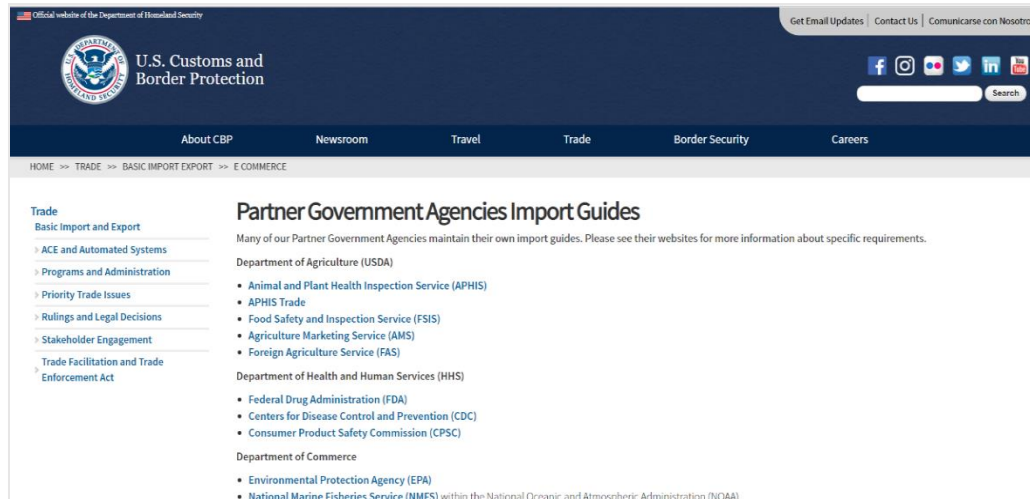 Official website of the Department of Homeland Security
Get Email Updates | Contact Us | Comunicarse con Nosotro
U.S. Customs and
Border Protection
Search
About CBP Newsroom Travel Trade Border Security Careers
HOME >> TRADE >> BASIC IMPORT EXPORT >> E COMMERCE
Trade
Basic Import and Export
ACE and Automated Systems
Programs and Administration
Priority Trade Issues
Rulings and Legal Decisions
Stakeholder Engagement
Trade Facilitation and Trade
Enforcement Act
Partner Government Agencies Import Guides
Many of our Partner Government Agencies maintain their own import guides. Please see their websites for more information about specific requirements.
Department of Agriculture (USDA)
• Animal and Plant Health Inspection Service (APHIS)
• APHIS Trade
• Food Safety and Inspection Service (FSIS)
• Agriculture Marketing Service (AMS)
• Foreign Agriculture Service (FAS)
Department of Health and Human Services (HHS)
• Federal Drug Administration (FDA)
• Centers for Disease Control and Prevention (CDC)
• Consumer Product Safety Commission (CPSC)
Department of Commerce
• Environmental Protection Agency (EPA)
• National Marine Fisheries Service (NMFS) within the National Oceanic and Atmospheric Administration (NOAA)